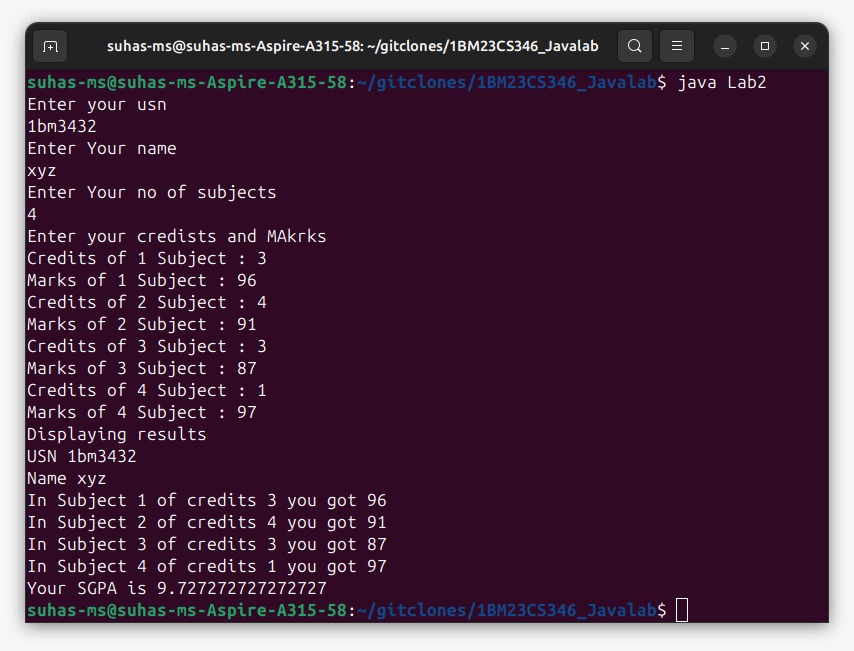 suhas-ms@suhas-ms-Aspire-A315-58: ~/gitclones/1BM23CS346_Javalab
suhas-ms@suhas-ms-Aspire-A315-58:~/gitclones/1BM23CS346_Javalab$ java Lab2
Enter your usn
1bm3432
Enter Your name
xyz
Enter Your no of subjects
4
Enter your credists and MAkrks
Credits of 1 Subject : 3
Marks of 1 Subject : 96
Credits of 2 Subject : 4
Marks of 2 Subject : 91
Credits of 3 Subject : 3
Marks of 3 Subject : 87
Credits of 4 Subject : 1
Marks of 4 Subject : 97
Displaying results
USN 1bm3432
Name xyz
In Subject 1 of credits 3 you got 96
In Subject 2 of credits 4 you got 91
In Subject 3 of credits 3 you got 87
In Subject 4 of credits 1 you got 97
Your SGPA is 9.727272727272727
suhas-ms@suhas-ms-Aspire-A315-58:~/gitclones/1BM23CS346_Javalab$